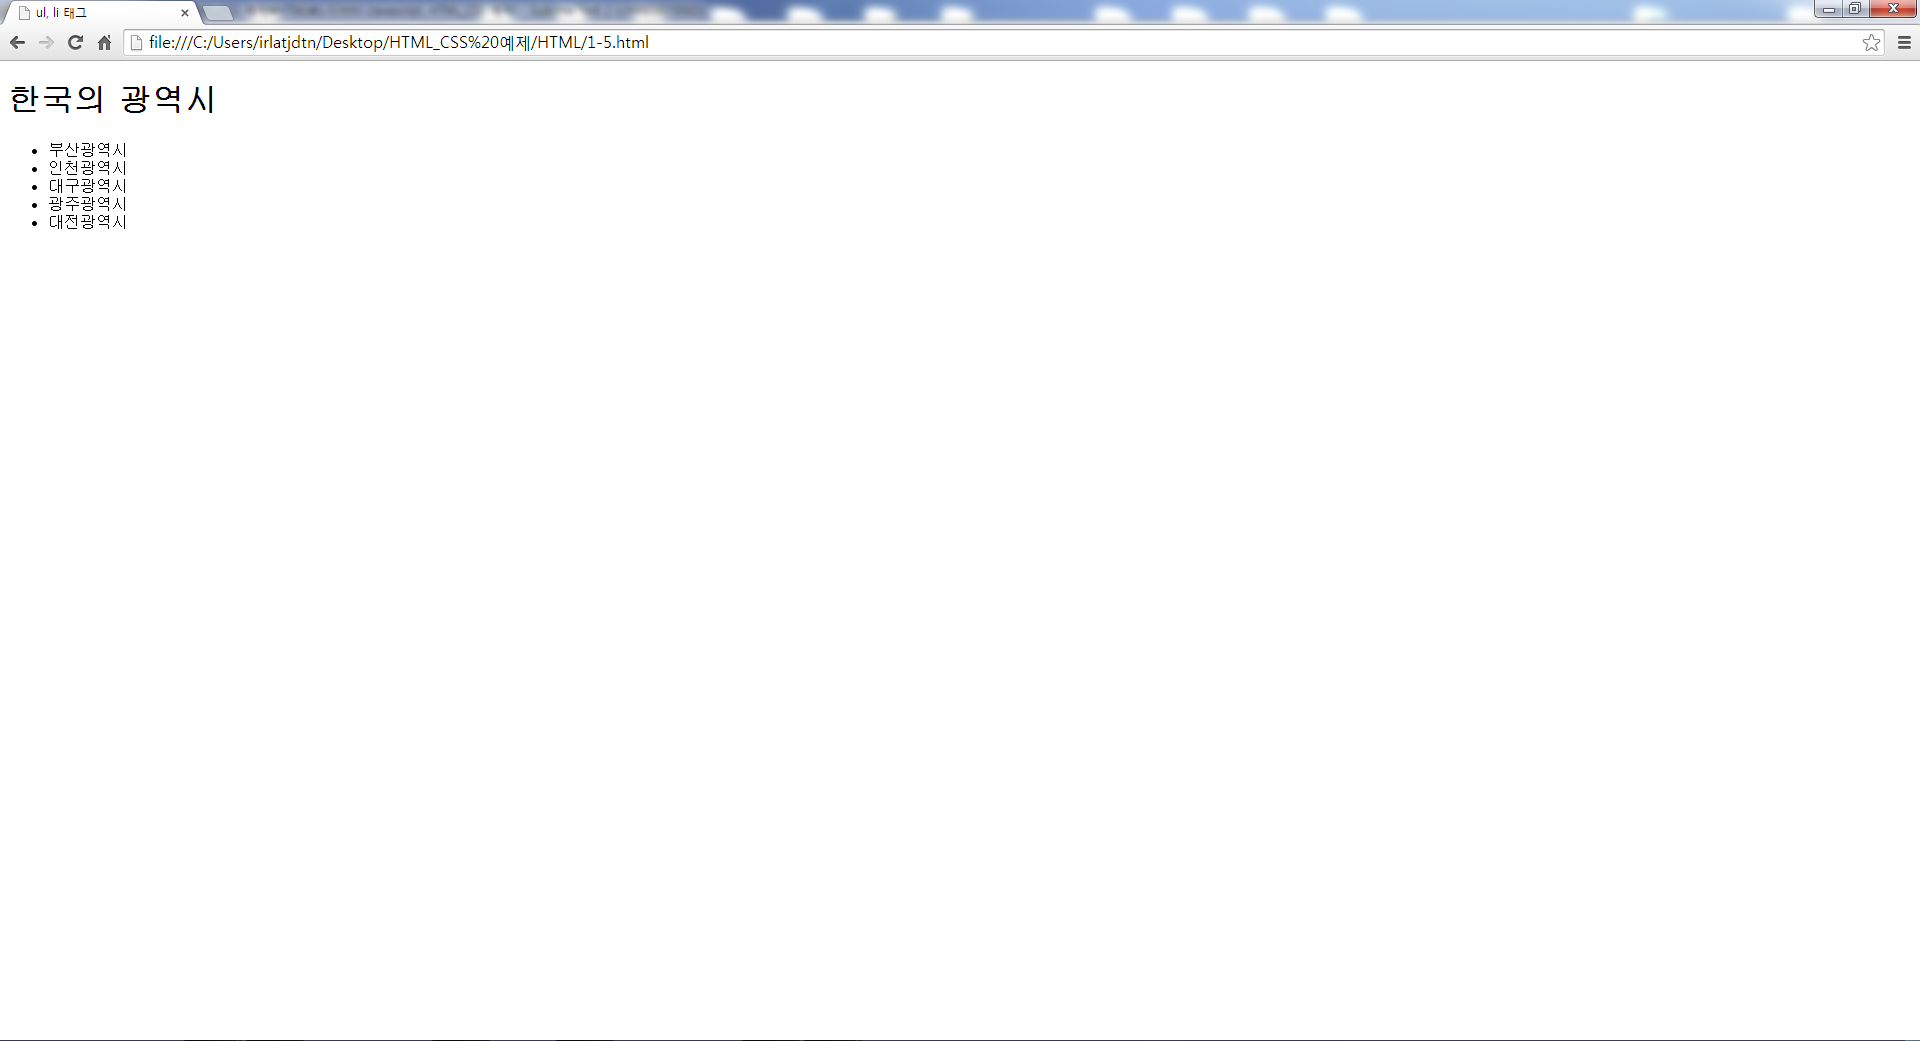 ul, li 태그
file:///C:/Users/irlatjdtn/Desktop/HTML_CSS%20예제/HTML/1-5.html
한국의 광역시
부산광역시
인천광역시
대구광역시
광주광역시
대전광역시